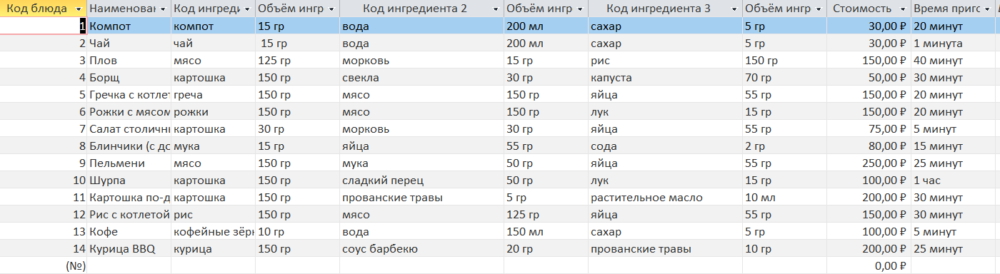 Код блюда Наименован Код ингреди Объём ингр Код ингредиента 2 Объём ингр Код ингредиента 3 Объём ингр Стоимость Время приго
1 Компот компот 15 гр вода 200 мл сахар 5 гр 30,00 ₽ 20 минут
2 Чай чай 15 гр вода 200 мл сахар 5 гр 30,00 ₽ 1 минута
3 Плов мясо 125 гр морковь 15 гр рис 150 гр 150,00 ₽ 40 минут
4 Борщ картошка 150 гр свекла 30 гр капуста 70 гр 50,00 ₽ 30 минут
5 Гречка с котлет греча 150 гр мясо 150 гр яйца 55 гр 150,00 ₽ 20 минут
6 Рожки с мясом рожки 150 гр мясо 150 гр лук 15 гр 150,00 ₽ 20 минут
7 Салат столичны картошка 30 гр морковь 30 гр яйца 55 гр 75,00 ₽ 5 минут
8 Блинчики (с до мука 15 гр яйца 55 гр сода 2 гр 80,00 ₽ 15 минут
9 Пельмени мясо 150 гр мука 50 гр яйца 55 гр 250,00 ₽ 25 минут
10 Шурпа картошка 150 гр сладкий перец 50 гр лук 15 гр 100,00 ₽ 1 час
11 Картошка по-д картошка 150 гр прованские травы 5 гр растительное масло 10 мл 200,00 ₽ 30 минут
12 Рис с котлетой рис 150 гр мясо 125 гр яйца 55 гр 150,00 ₽ 30 минут
13 Кофе кофейные зёрн 10 гр вода 150 мл сахар 5 гр 100,00 ₽ 5 минут
14 Курица BBQ курица 150 гр соус барбекю 20 гр прованские травы 10 гр 200,00 ₽ 25 минут
(№) 0,00 ₽